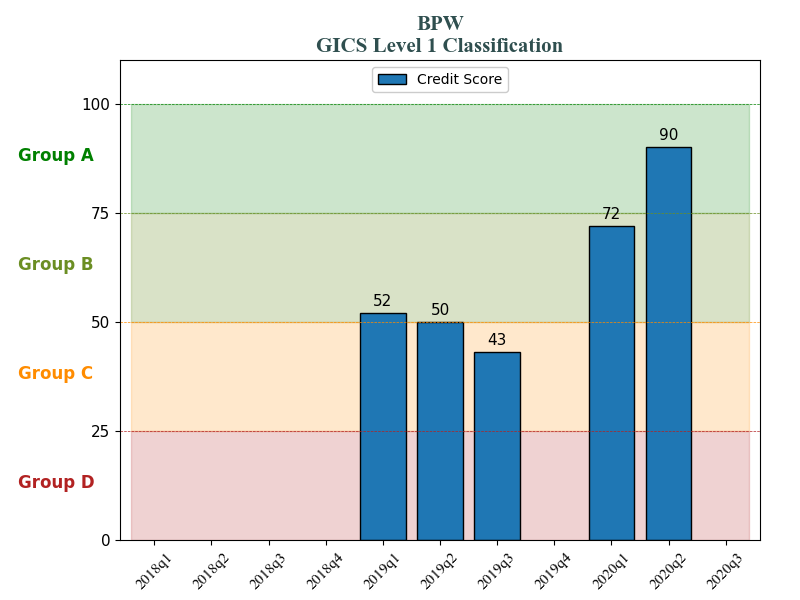 BPW
GICS Level 1 Classification
Credit Score
100
Group A
90
75
72
Group B
52
50
50
43
Group C
25
Group D
0
2018q1
2018q2
2018q3
2018q4
2019q1
2019q2
2019q3
2019q4
2020q1
2020q2
2020q3